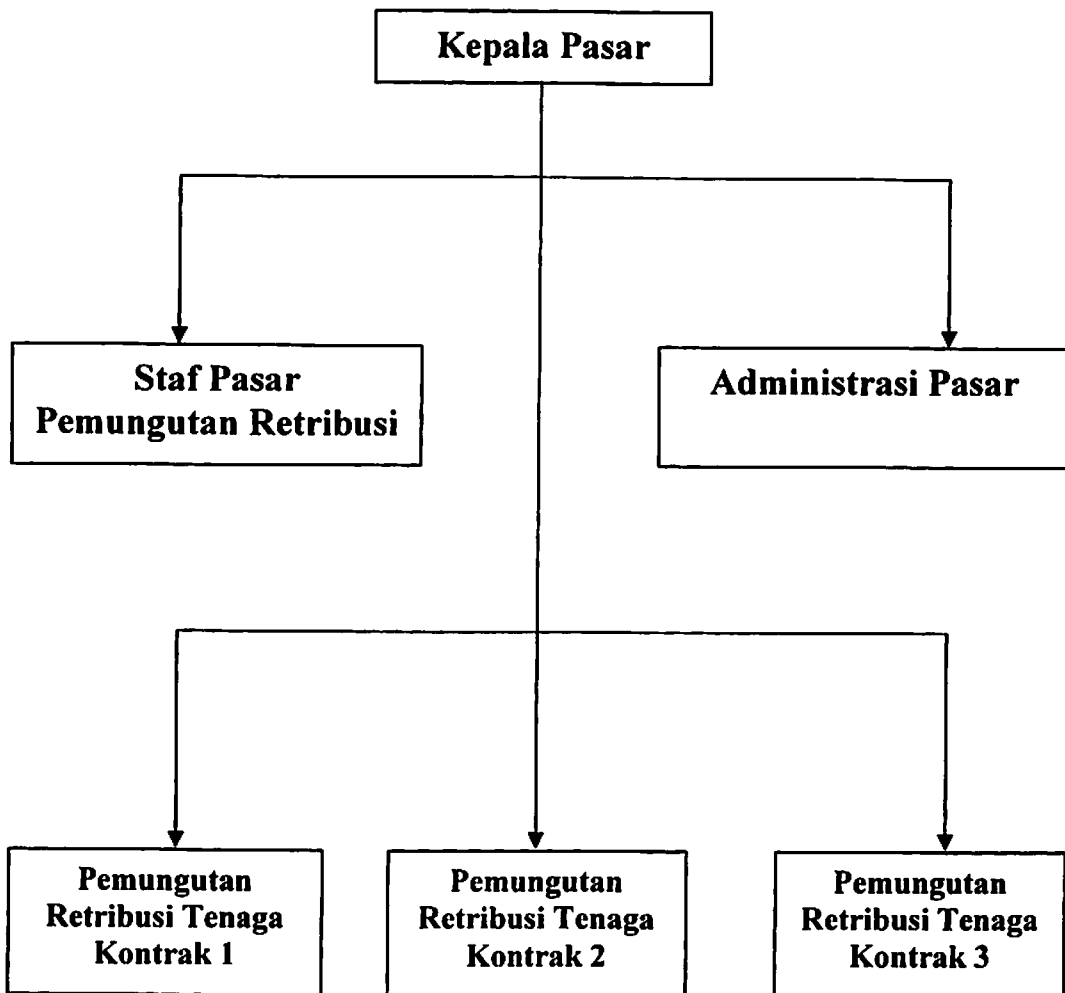 Kepala Pasar
Staf Pasar
Pemungutan Retribusi
Administrasi Pasar
Pemungutan
Retribusi Tenaga
Kontrak 1
Pemungutan
Retribusi Tenaga
Kontrak 2
Pemungutan
Retribusi Tenaga
Kontrak 3